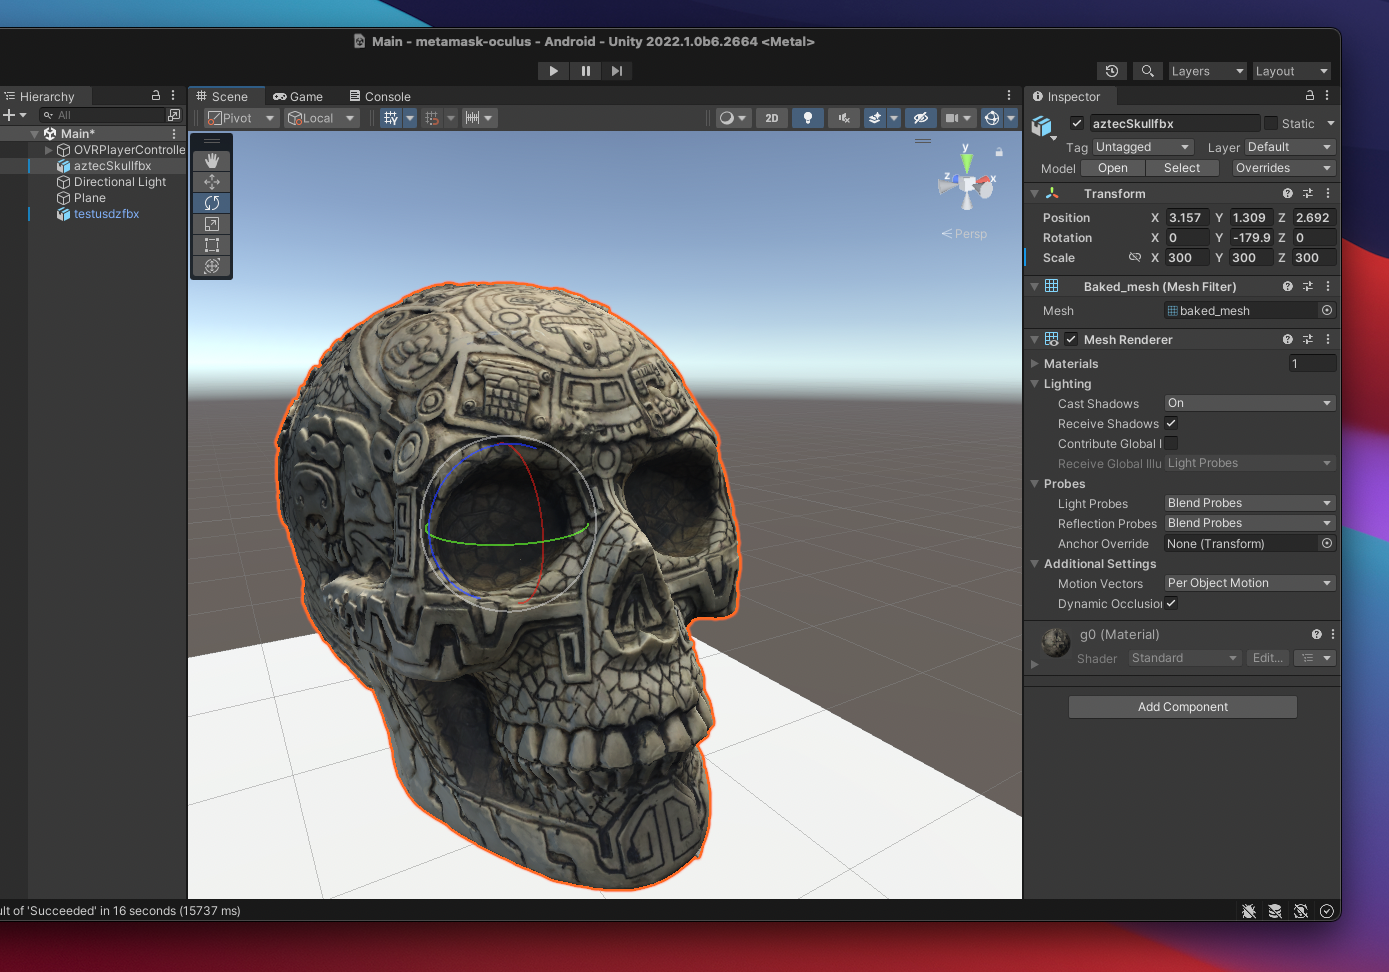 Main - metamask-oculus - Android - Unity 2022.1.0b6.2664 <Metal>
Layers
Layout
Hierarchy
All
Main*
OVRPlayerControlle
aztecSkullfbx
Directional Light
Plane
testusdzfbx
Scene
Game
Console
Pivot
Local
2D
y
z
x
Persp
Inspector
aztecSkullfbx
Static
Tag Untagged
Layer Default
Model Open Select Overrides
Transform
Position X 3.157 Y 1.309 Z 2.692
Rotation X 0 Y -179.9 Z 0
Scale X 300 Y 300 Z 300
Baked_mesh (Mesh Filter)
Mesh baked_mesh
Mesh Renderer
Materials 1
Lighting
Cast Shadows On
Receive Shadows
Contribute Global I
Receive Global Illu Light Probes
Probes
Light Probes Blend Probes
Reflection Probes Blend Probes
Anchor Override None (Transform)
Additional Settings
Motion Vectors Per Object Motion
Dynamic Occlusion
g0 (Material)
Shader Standard Edit...
Add Component
ult of 'Succeeded' in 16 seconds (15737 ms)